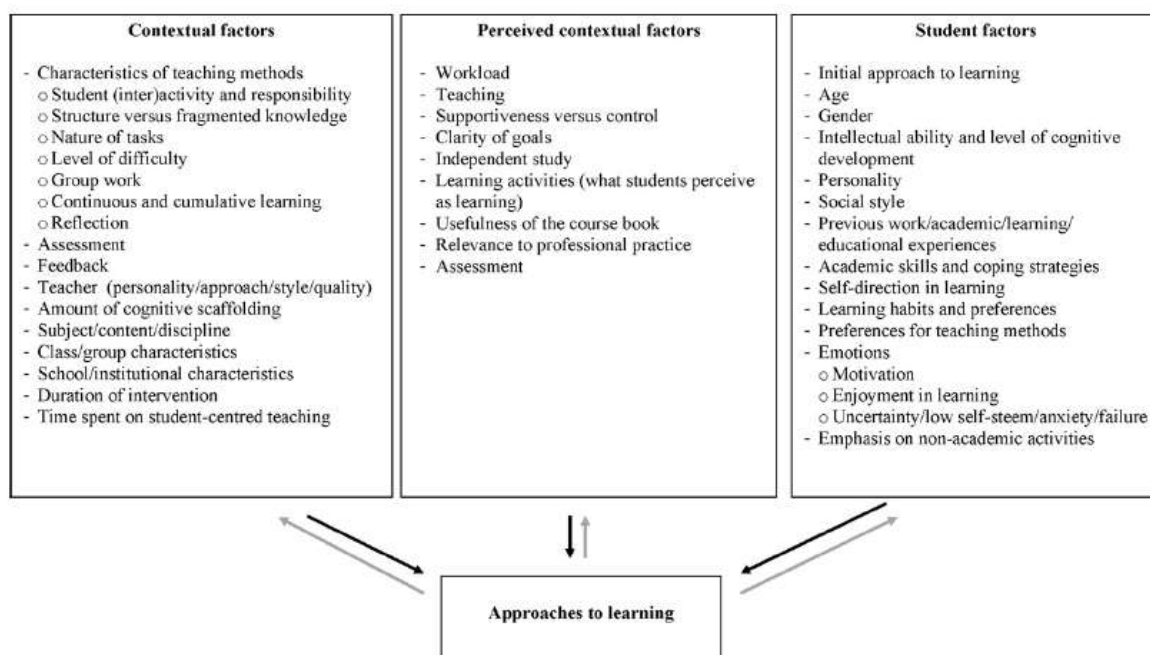 Contextual factors
- Characteristics of teaching methods
o Student (inter)activity and responsibility
o Structure versus fragmented knowledge
o Nature of tasks
o Level of difficulty
o Group work
o Continuous and cumulative learning
o Reflection
- Assessment
- Feedback
- Teacher (personality/approach/style/quality)
- Amount of cognitive scaffolding
- Subject/content/discipline
- Class/group characteristics
- School/institutional characteristics
- Duration of intervention
- Time spent on student-centred teaching
Perceived contextual factors
- Workload
- Teaching
- Supportiveness versus control
- Clarity of goals
- Independent study
- Learning activities (what students perceive
as learning)
- Usefulness of the course book
- Relevance to professional practice
- Assessment
Student factors
- Initial approach to learning
- Age
- Gender
- Intellectual ability and level of cognitive
development
- Personality
- Social style
- Previous work/academic/learning/
educational experiences
- Academic skills and coping strategies
- Self-direction in learning
- Learning habits and preferences
- Preferences for teaching methods
- Emotions
o Motivation
o Enjoyment in learning
o Uncertainty/low self-steem/anxiety/failure
- Emphasis on non-academic activities
Approaches to learning